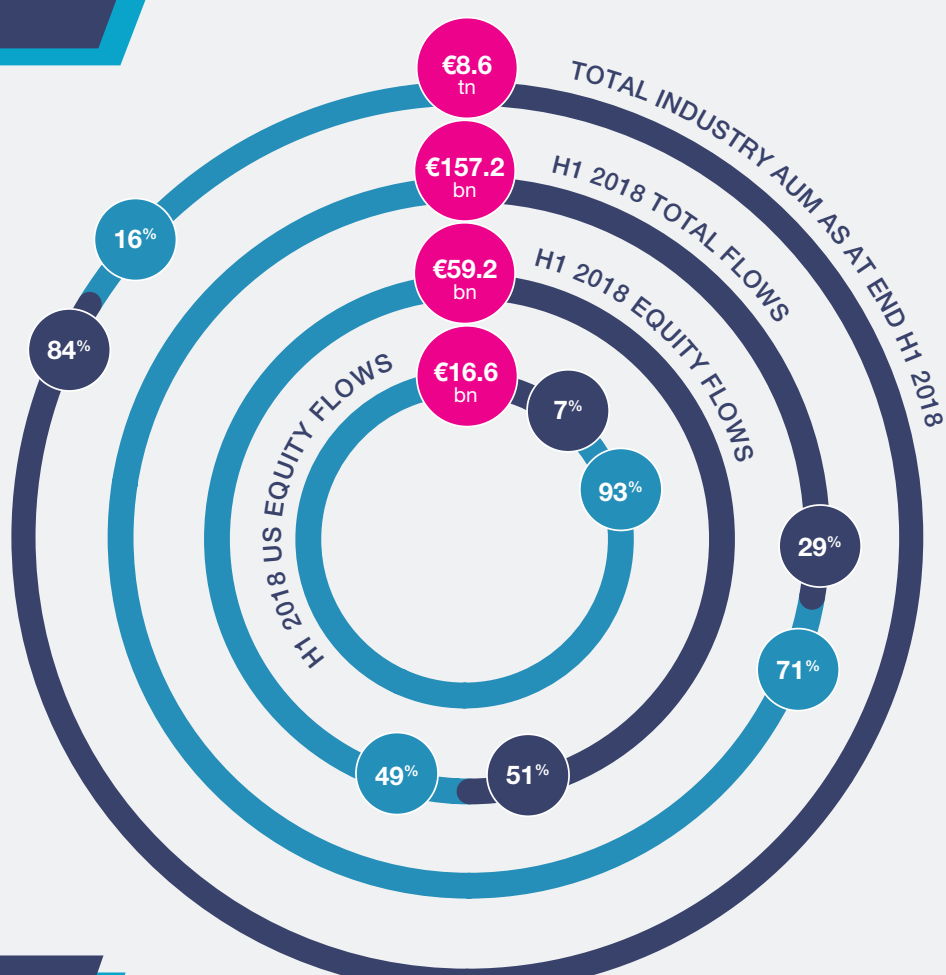 €8.6
tn
TOTAL INDUSTRY AUM AS AT END H1 2018
16%
84%
€157.2
bn
H1 2018 TOTAL FLOWS
29%
71%
€59.2
bn
H1 2018 EQUITY FLOWS
49%
51%
€16.6
bn
H1 2018 US EQUITY FLOWS
7%
93%